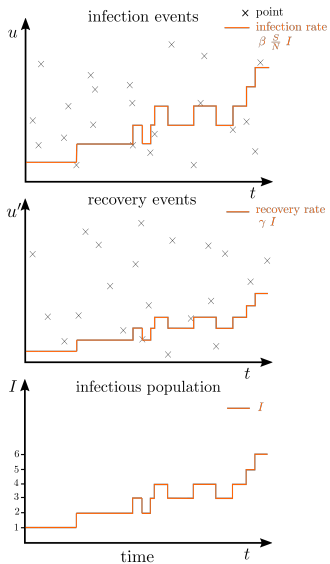 infection events
u
× point
infection rate
β S/N I
t
recovery events
u'
recovery rate
γ I
t
infectious population
I
I
6
5
4
3
2
1
t
time